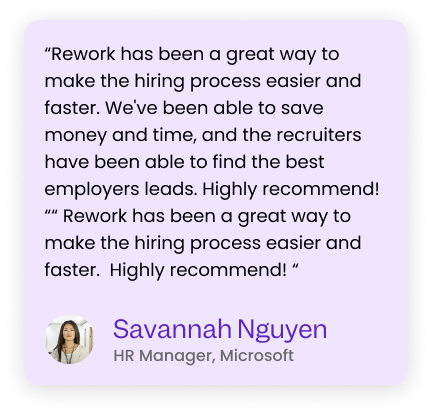 “Rework has been a great way to
make the hiring process easier and
faster. We've been able to save
money and time, and the recruiters
have been able to find the best
employers leads. Highly recommend!
““ Rework has been a great way to
make the hiring process easier and
faster.  Highly recommend! “
Savannah Nguyen
HR Manager, Microsoft